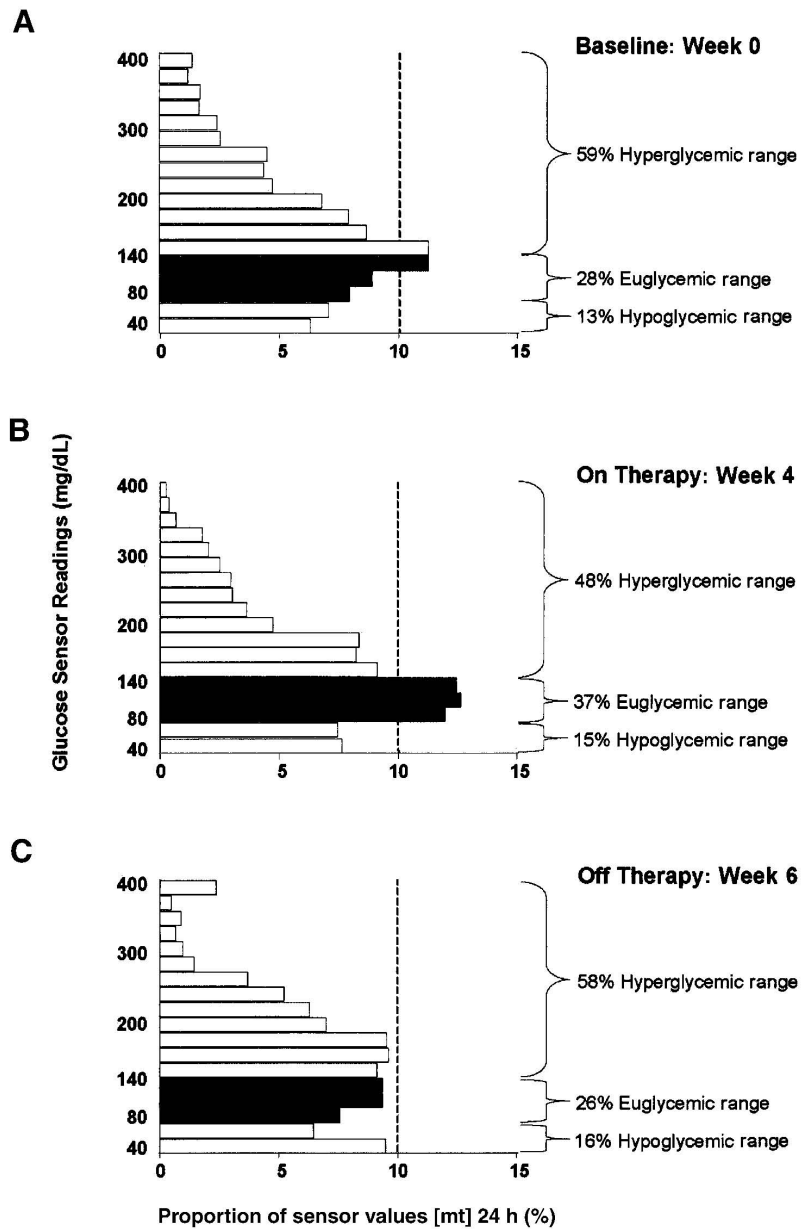 A
Baseline: Week 0
400
300
200
140
80
40
0
5
10
15
59% Hyperglycemic range
28% Euglycemic range
13% Hypoglycemic range
B
On Therapy: Week 4
400
300
200
140
80
40
0
5
10
15
48% Hyperglycemic range
37% Euglycemic range
15% Hypoglycemic range
Glucose Sensor Readings (mg/dL)
C
Off Therapy: Week 6
400
300
200
140
80
40
0
5
10
15
58% Hyperglycemic range
26% Euglycemic range
16% Hypoglycemic range
Proportion of sensor values [mt] 24 h (%)